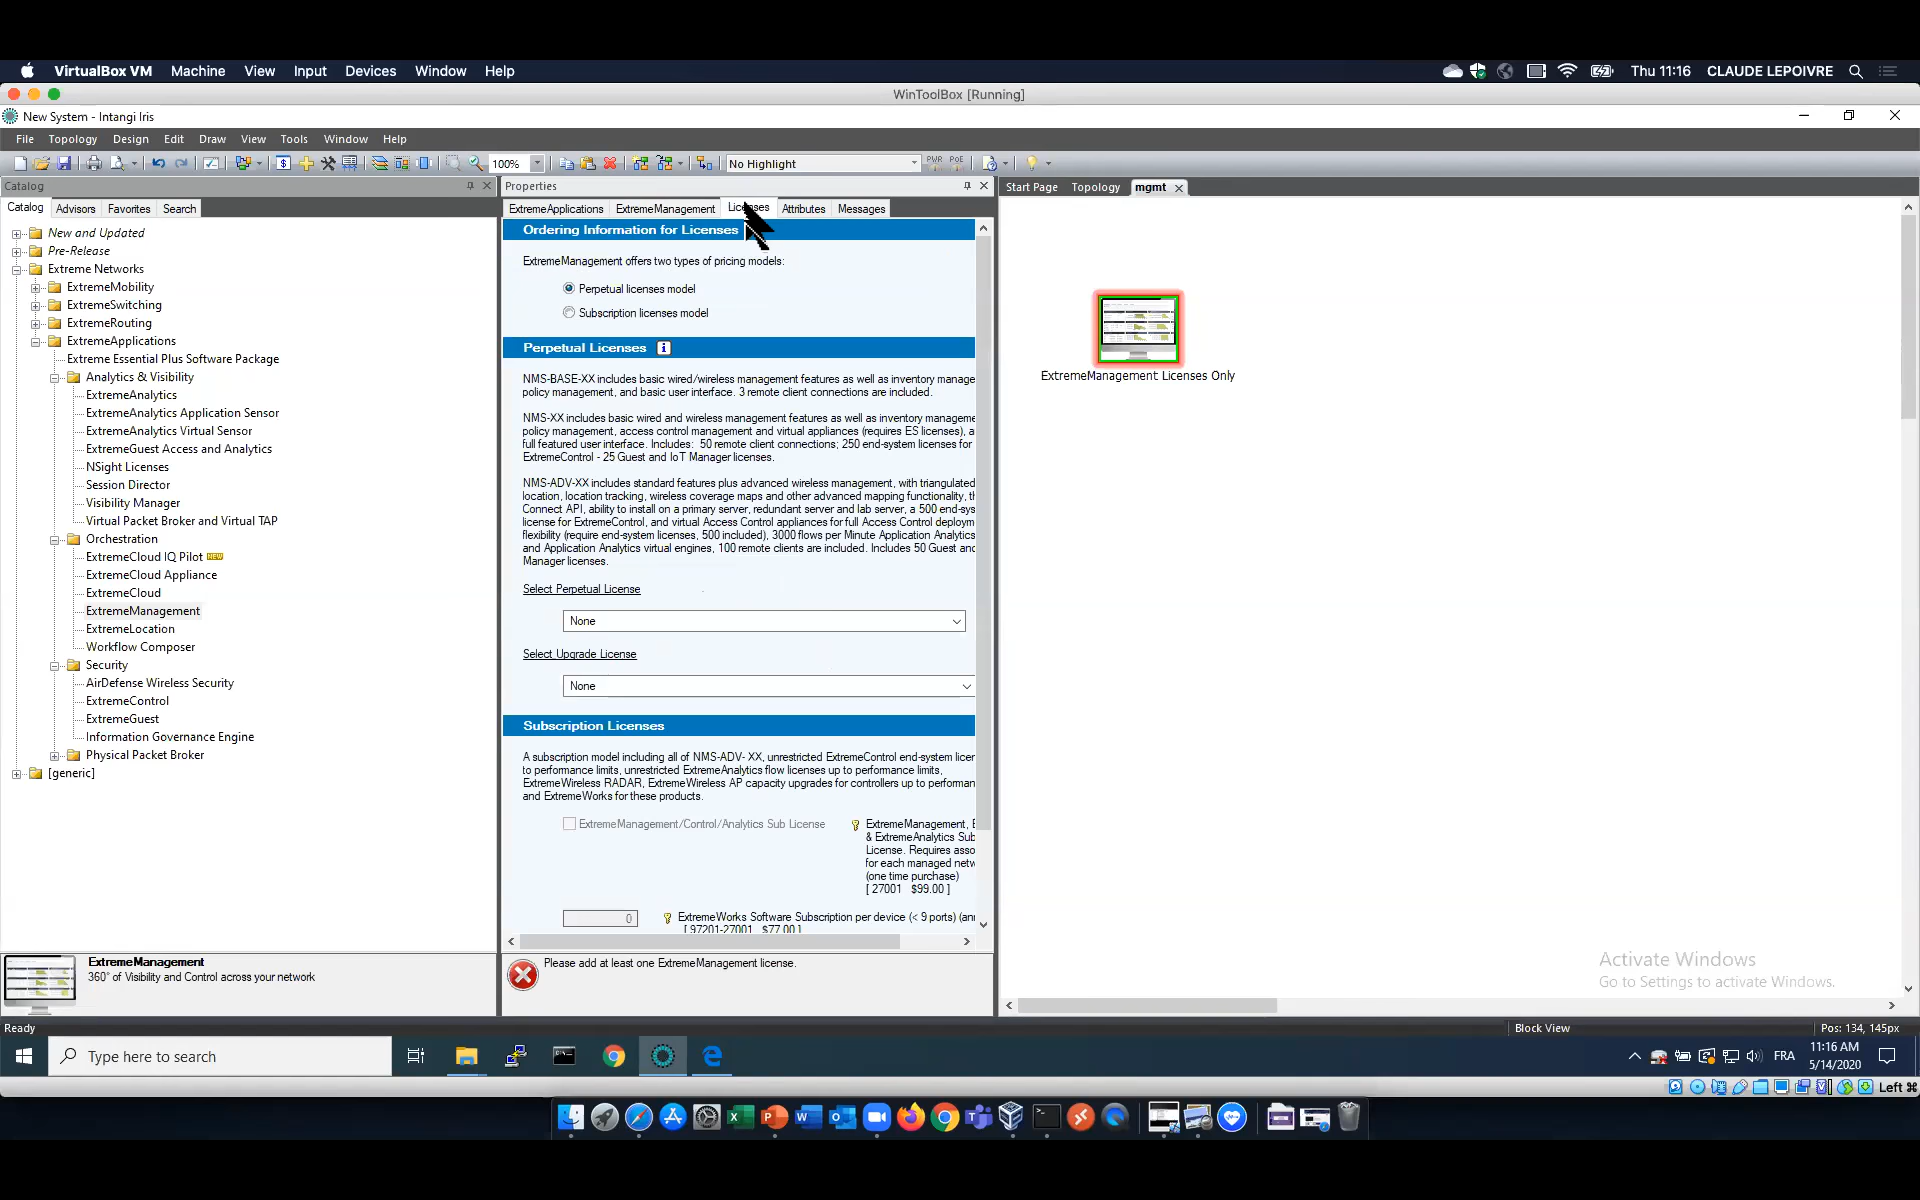 VirtualBox VM Machine View Input Devices Window Help
Thu 11:16 CLAUDE LEPOIVRE
WinToolBox [Running]
New System - Intangi Iris
File Topology Design Edit Draw View Tools Window Help
100%
No Highlight
PWR PoE
Catalog
Catalog Advisors Favorites Search
New and Updated
Pre-Release
Extreme Networks
ExtremeMobility
ExtremeSwitching
ExtremeRouting
ExtremeApplications
Extreme Essential Plus Software Package
Analytics & Visibility
ExtremeAnalytics
ExtremeAnalytics Application Sensor
ExtremeAnalytics Virtual Sensor
ExtremeGuest Access and Analytics
NSight Licenses
Session Director
Visibility Manager
Virtual Packet Broker and Virtual TAP
Orchestration
ExtremeCloud IQ Pilot NEW
ExtremeCloud Appliance
ExtremeCloud
ExtremeManagement
ExtremeLocation
Workflow Composer
Security
AirDefense Wireless Security
ExtremeControl
ExtremeGuest
Information Governance Engine
Physical Packet Broker
[generic]
ExtremeManagement
360° of Visibility and Control across your network
Properties
ExtremeApplications ExtremeManagement Licenses Attributes Messages
Ordering Information for Licenses
ExtremeManagement offers two types of pricing models:
Perpetual licenses model
Subscription licenses model
Perpetual Licenses
NMS-BASE-XX includes basic wired/wireless management features as well as inventory manage
policy management, and basic user interface. 3 remote client connections are included.
NMS-XX includes basic wired and wireless management features as well as inventory manageme
policy management, access control management and virtual appliances (requires ES licenses), a
full featured user interface. Includes: 50 remote client connections; 250 end-system licenses for
ExtremeControl - 25 Guest and IoT Manager licenses.
NMS-ADV-XX includes standard features plus advanced wireless management, with triangulated
location, location tracking, wireless coverage maps and other advanced mapping functionality, th
Connect API, ability to install on a primary server, redundant server and lab server, a 500 end-sys
license for ExtremeControl, and virtual Access Control appliances for full Access Control deploym
flexibility (require end-system licenses, 500 included), 3000 flows per Minute Application Analytics
and Application Analytics virtual engines, 100 remote clients are included. Includes 50 Guest and
Manager licenses.
Select Perpetual License
None
Select Upgrade License
None
Subscription Licenses
A subscription model including all of NMS-ADV- XX, unrestricted ExtremeControl end-system licer
to performance limits, unrestricted ExtremeAnalytics flow licenses up to performance limits,
ExtremeWireless RADAR, ExtremeWireless AP capacity upgrades for controllers up to performan
and ExtremeWorks for these products.
ExtremeManagement/Control/Analytics Sub License
ExtremeManagement, E
& ExtremeAnalytics Sub
License. Requires asso
for each managed netw
(one time purchase)
[ 27001 $99.00 ]
0
ExtremeWorks Software Subscription per device (< 9 ports) (an
[ 97201-27001 $77.00 ]
Please add at least one ExtremeManagement license.
Start Page Topology mgmt
ExtremeManagement Licenses Only
Activate Windows
Go to Settings to activate Windows.
Ready
Block View
Pos: 134, 145px
Type here to search
FRA
11:16 AM
5/14/2020
Left ⌘